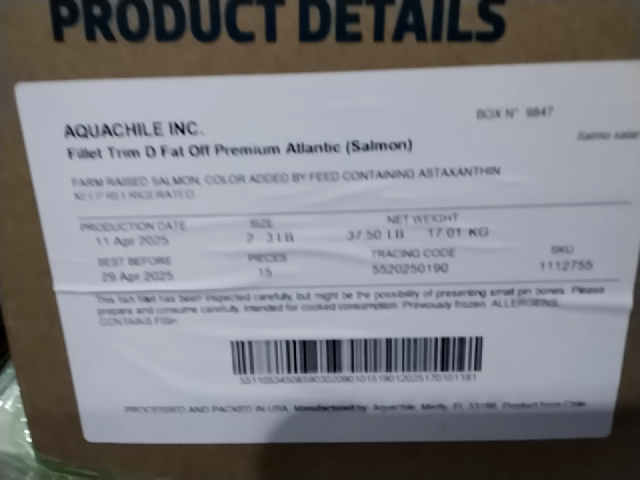 PRODUCT DETAILS
BOX N° 9847
AQUACHILE INC.
Salmo salar
Fillet Trim D Fat Off Premium Atlantic (Salmon)
FARM RAISED SALMON, COLOR ADDED BY FEED CONTAINING ASTAXANTHIN
KEEP REFRIGERATED
PRODUCTION DATE SIZE NET WEIGHT
11 Apr 2025 2 3 LB 37.50 LB 17.01 KG
BEST BEFORE PIECES TRACING CODE SKU
29 Apr 2025 15 5520250190 1112755
This fish fillet has been inspected carefully, but might be the possibility of presenting small pin bones. Please
prepare and consume carefully. Intended for cooked consumption. Previously frozen. ALLERGENS:
CONTAINS FISH
PROCESSED AND PACKED IN USA. Manufactured by Aquachile, Medly, FL Product from Chile